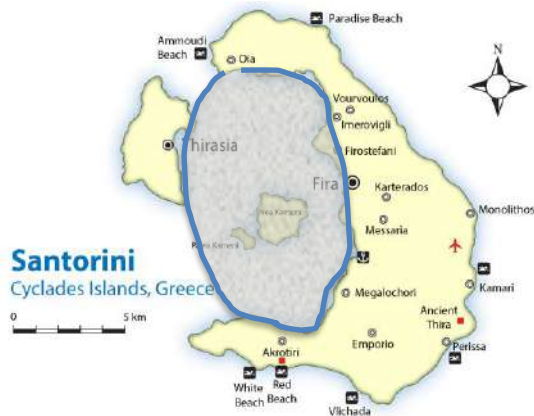 Paradise Beach
Ammoudi
Beach
Oia
N
Vourvoulos
Imerovigli
Thirasia
Firostefani
Fira
Karterados
Monolithos
Nea Kameni
Messaria
Palea Kameni
Santorini
Cyclades Islands, Greece
Megalochori
Kamari
0
5 km
Ancient
Thira
Akrotiri
Emporio
Perissa
White
Beach
Red
Beach
Vlichada